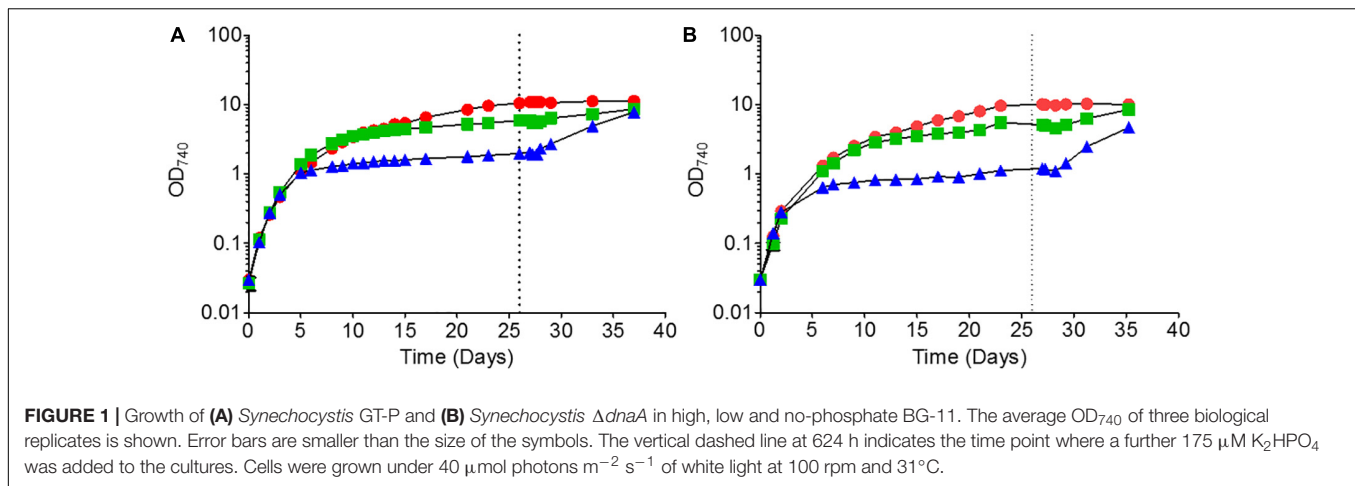 A
100
10
1
0.1
0.01
OD740
0 5 10 15 20 25 30 35 40
Time (Days)
B
100
10
1
0.1
0.01
OD740
0 5 10 15 20 25 30 35 40
Time (Days)
FIGURE 1 | Growth of (A) Synechocystis GT-P and (B) Synechocystis ΔdnaA in high, low and no-phosphate BG-11. The average OD740 of three biological
replicates is shown. Error bars are smaller than the size of the symbols. The vertical dashed line at 624 h indicates the time point where a further 175 μM K2HPO4
was added to the cultures. Cells were grown under 40 μmol photons m−2 s−1 of white light at 100 rpm and 31°C.